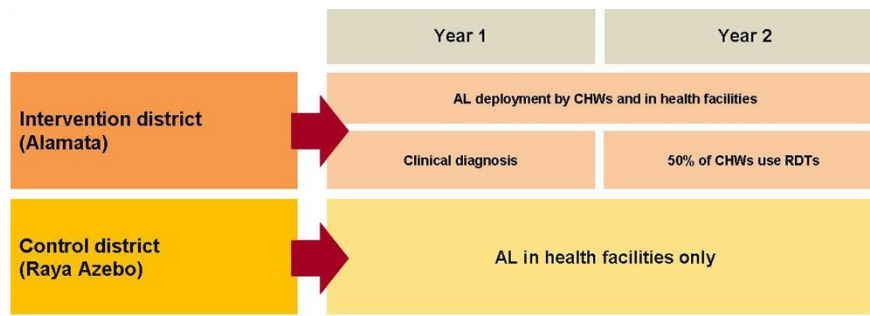 Year 1
Year 2
Intervention district
(Alamata)
AL deployment by CHWs and in health facilities
Clinical diagnosis
50% of CHWs use RDTs
Control district
(Raya Azebo)
AL in health facilities only